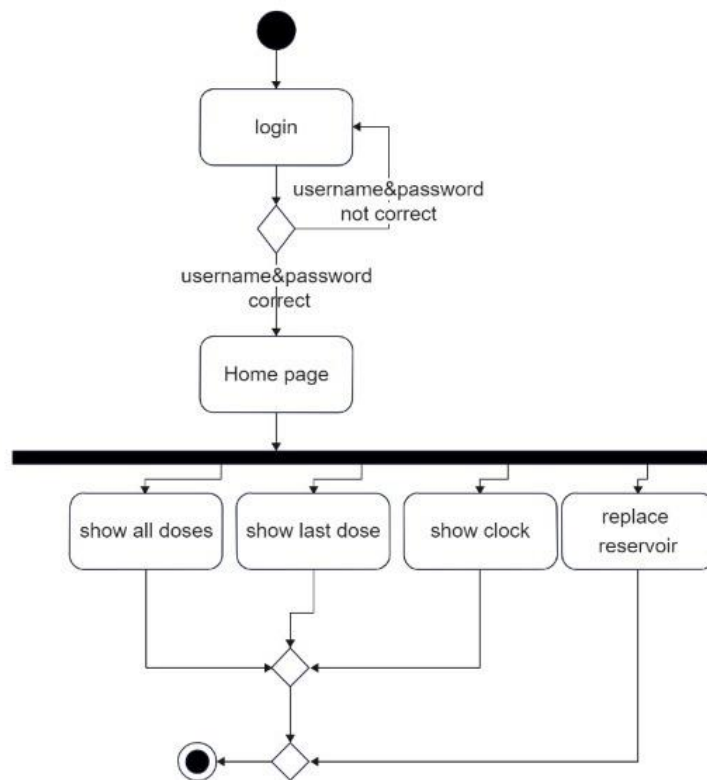 login
username&password
not correct
username&password
correct
Home page
show all doses
show last dose
show clock
replace
reservoir